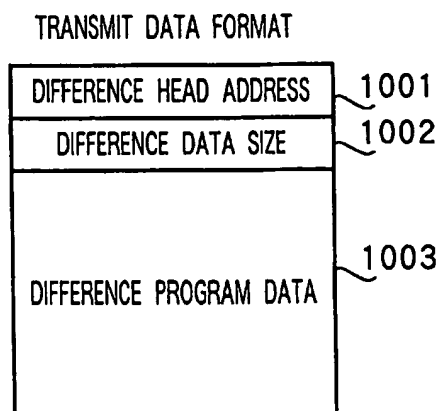 TRANSMIT DATA FORMAT
DIFFERENCE HEAD ADDRESS 1001
DIFFERENCE DATA SIZE 1002
DIFFERENCE PROGRAM DATA 1003